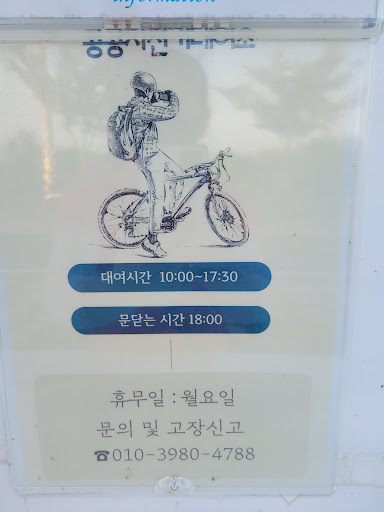 information
대여시간 10:00~17:30
문닫는 시간 18:00
휴무일 : 월요일
문의 및 고장신고
☎010-3980-4788